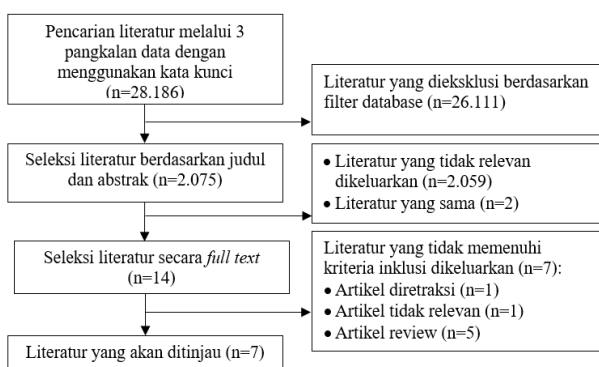 Pencarian literatur melalui 3
pangkalan data dengan
menggunakan kata kunci
(n=28.186)
Literatur yang dieksklusi berdasarkan
filter database (n=26.111)
Seleksi literatur berdasarkan judul
dan abstrak (n=2.075)
• Literatur yang tidak relevan
dikeluarkan (n=2.059)
• Literatur yang sama (n=2)
Seleksi literatur secara full text
(n=14)
Literatur yang tidak memenuhi
kriteria inklusi dikeluarkan (n=7):
• Artikel diretraksi (n=1)
• Artikel tidak relevan (n=1)
• Artikel review (n=5)
Literatur yang akan ditinjau (n=7)